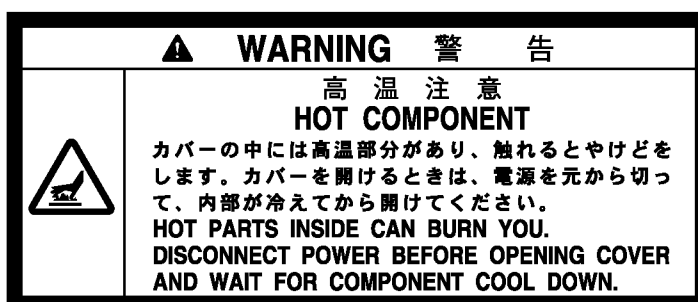 WARNING 警 告
高 温 注 意
HOT COMPONENT
カバーの中には高温部分があり、触れるとやけどを
します。カバーを開けるときは、電源を元から切っ
て、内部が冷えてから開けてください。
HOT PARTS INSIDE CAN BURN YOU.
DISCONNECT POWER BEFORE OPENING COVER
AND WAIT FOR COMPONENT COOL DOWN.